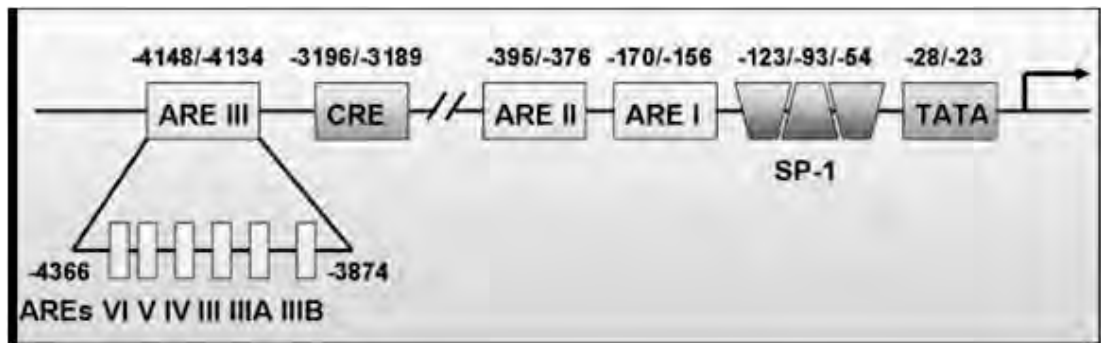 -4148/-4134 -3196/-3189 -395/-376 -170/-156 -123/-93/-54 -28/-23
ARE III CRE ARE II ARE I TATA
SP-1
-4366 -3874
AREs VI V IV III IIIA IIIB